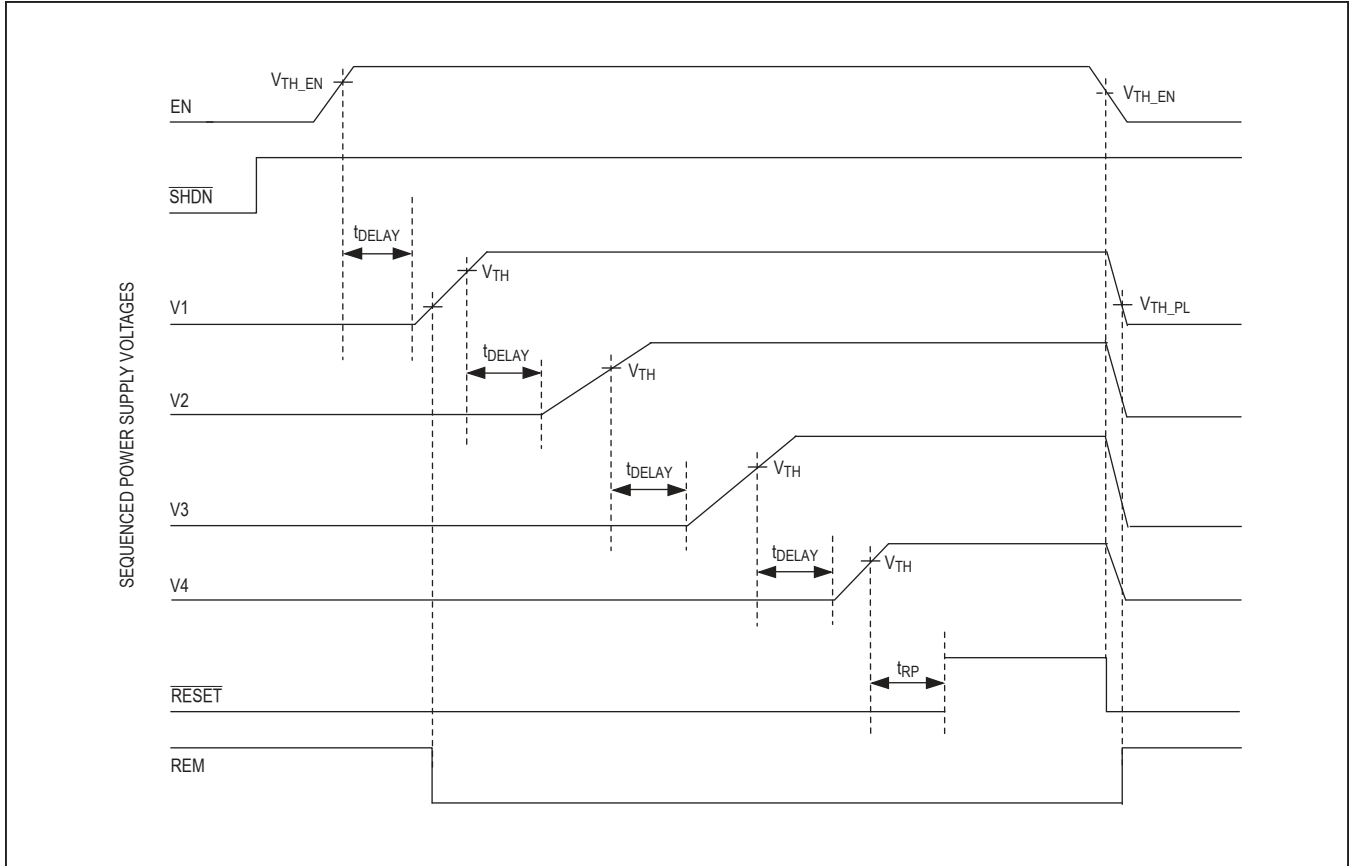 V_TH_EN
V_TH_EN
EN
SHDN
t_DELAY
V_TH
V1
V_TH_PL
t_DELAY
V_TH
V2
t_DELAY
V_TH
V3
t_DELAY
V_TH
V4
t_RP
RESET
REM
SEQUENCED POWER SUPPLY VOLTAGES